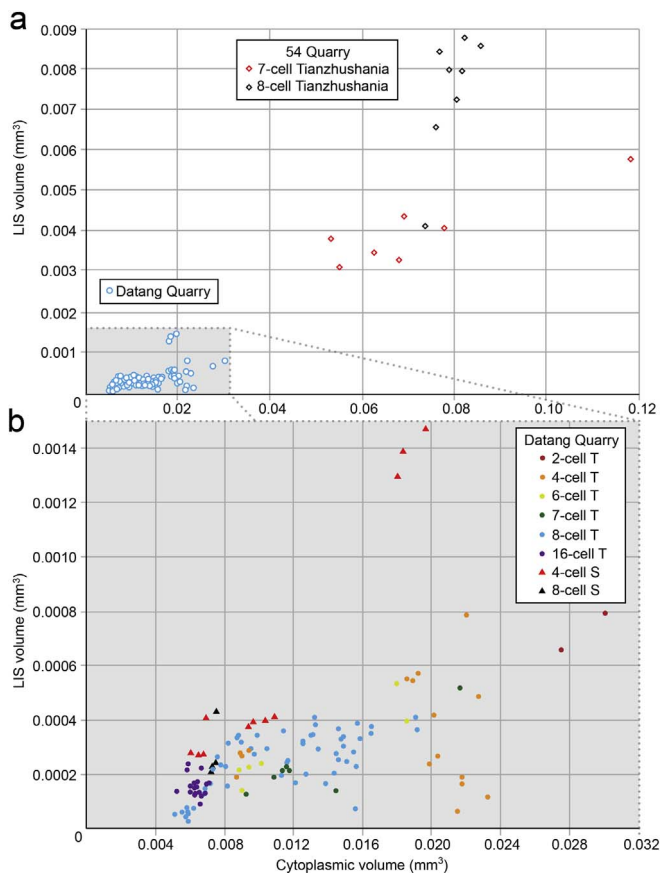 a
0.009
0.008
0.007
0.006
0.005
0.004
0.003
0.001
0
LIS volume (mm³)
54 Quarry
7-cell Tianzhushania
8-cell Tianzhushania
Datang Quarry
0.02
0.04
0.06
0.08
0.10
0.12
b
0.0014
0.0012
0.0010
0.0008
0.0006
0.0004
0.0002
0
LIS volume (mm³)
Datang Quarry
2-cell T
4-cell T
6-cell T
7-cell T
8-cell T
16-cell T
4-cell S
8-cell S
0.004
0.008
0.012
0.016
0.020
0.024
0.028
0.032
Cytoplasmic volume (mm³)